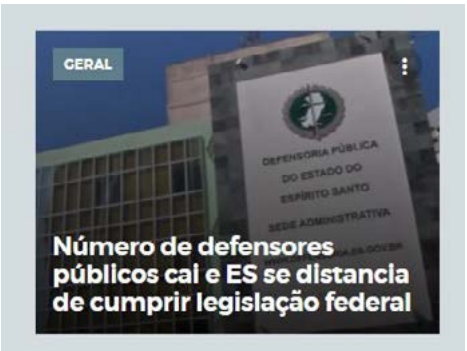 GERAL
DEFENSORIA PÚBLICA
DO ESTADO DO
ESPÍRITO SANTO
SEDE ADMINISTRATIVA
Número de defensores
públicos cai e ES se distancia
de cumprir legislação federal